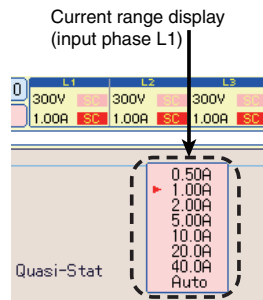 Current range display
(input phase L1)
0 L1 L2 L3
300V SC 300V SC 300V SC
1.00A SC 1.00A SC 1.00A SC
0.50A
1.00A
2.00A
5.00A
10.0A
20.0A
40.0A
Quasi-Stat
Auto